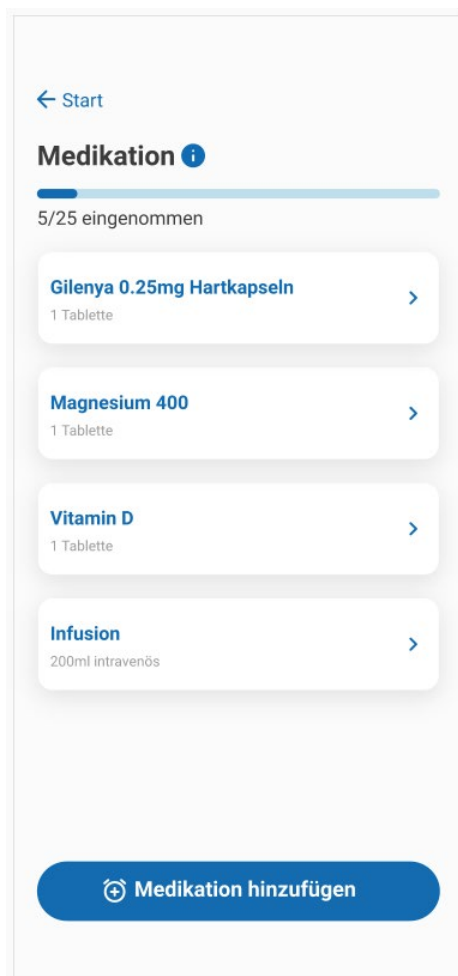 Start
Medikation
5/25 eingenommen
Gilenya 0.25mg Hartkapseln
1 Tablette
Magnesium 400
1 Tablette
Vitamin D
1 Tablette
Infusion
200ml intravenös
Medikation hinzufügen